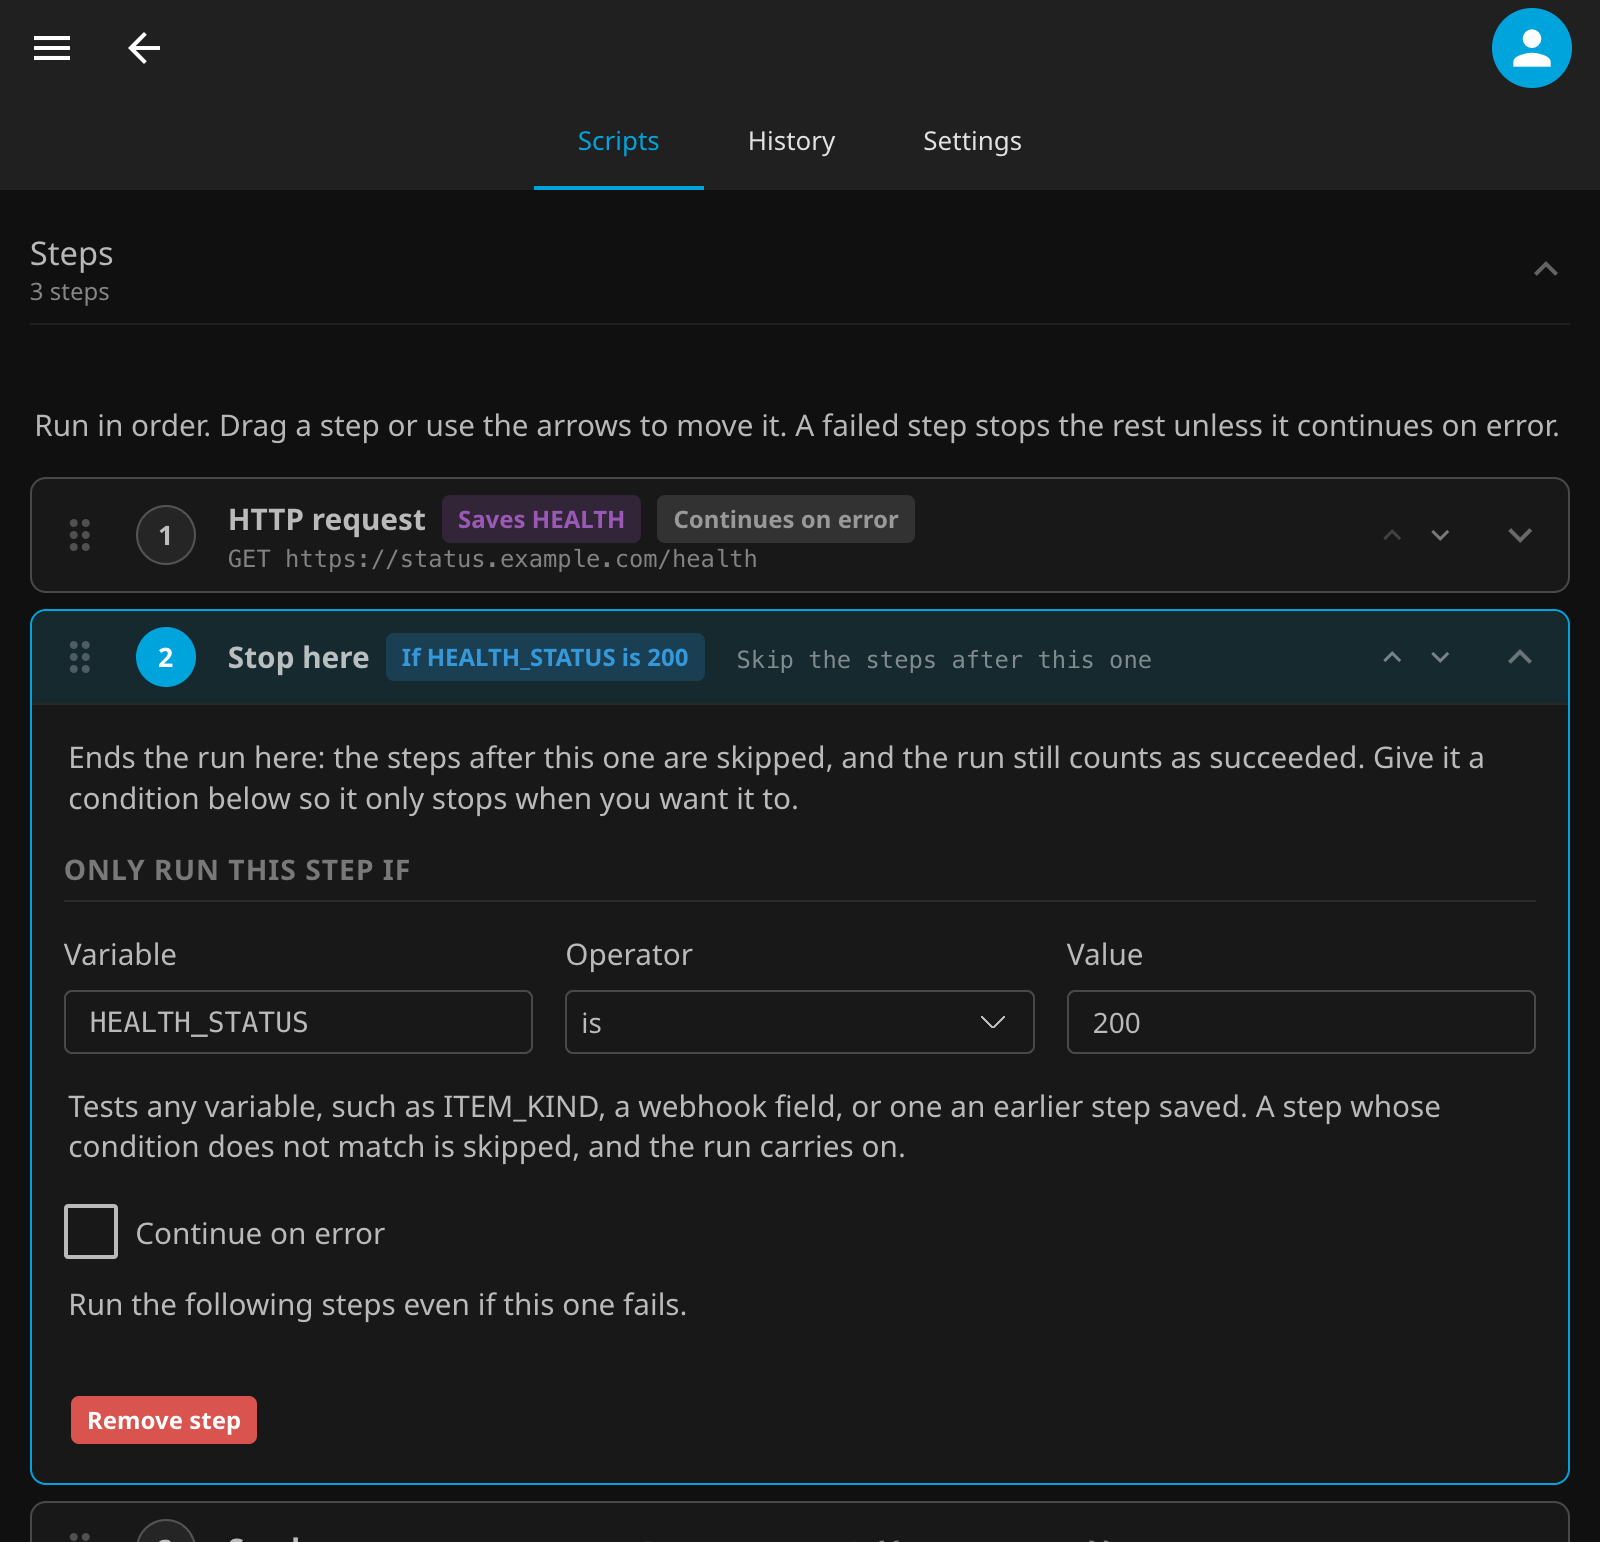 Scripts
History
Settings
Steps
3 steps
Run in order. Drag a step or use the arrows to move it. A failed step stops the rest unless it continues on error.
1
HTTP request
Saves HEALTH
Continues on error
GET https://status.example.com/health
2
Stop here
If HEALTH_STATUS is 200
Skip the steps after this one
Ends the run here: the steps after this one are skipped, and the run still counts as succeeded. Give it a
condition below so it only stops when you want it to.
ONLY RUN THIS STEP IF
Variable
Operator
Value
HEALTH_STATUS
is
200
Tests any variable, such as ITEM_KIND, a webhook field, or one an earlier step saved. A step whose
condition does not match is skipped, and the run carries on.
Continue on error
Run the following steps even if this one fails.
Remove step